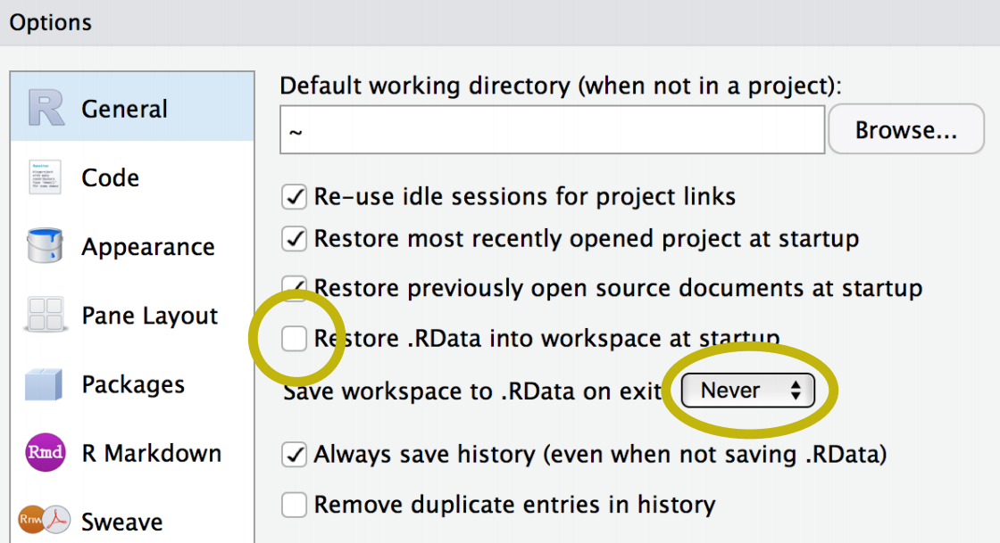 Options
General
Code
Appearance
Pane Layout
Packages
Rmd
R Markdown
Rnw
Sweave
Default working directory (when not in a project):
~
Browse...
Re-use idle sessions for project links
Restore most recently opened project at startup
Restore previously open source documents at startup
Restore .RData into workspace at startup
Save workspace to .RData on exit
Never
Always save history (even when not saving .RData)
Remove duplicate entries in history